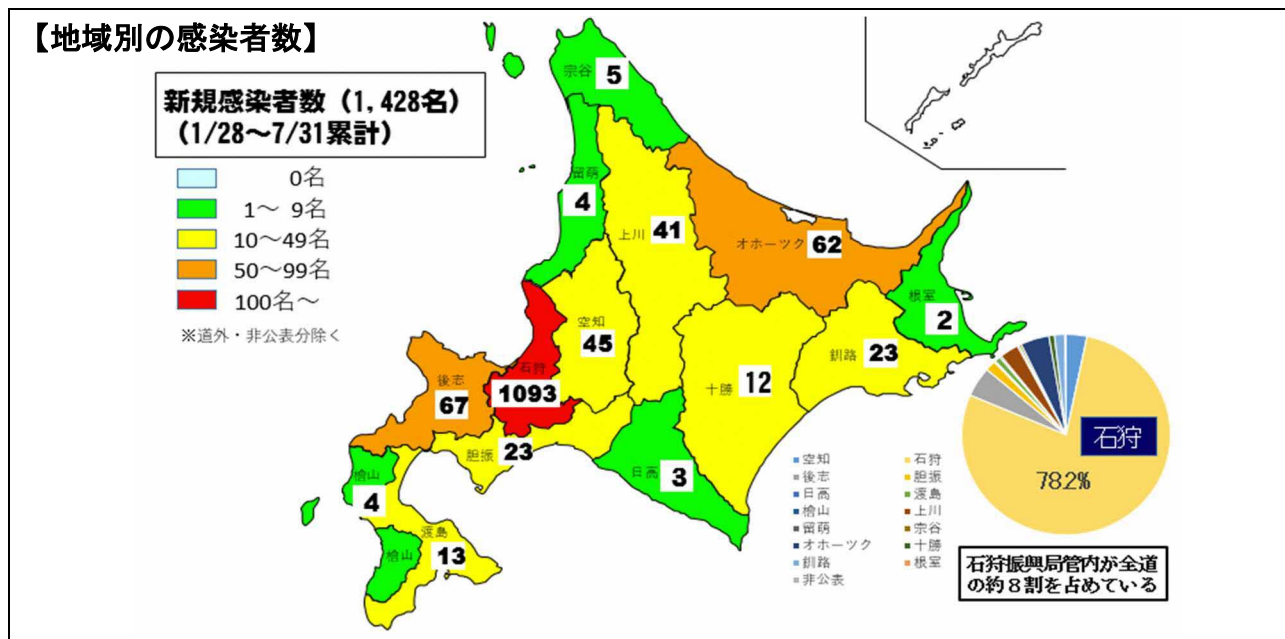 【地域別の感染者数】
新規感染者数（1,428名）
（1/28～7/31累計）
0名
1～ 9名
10～49名
50～99名
100名～
※道外・非公表分除く
宗谷
5
留萌
4
上川
41
オホーツク
62
根室
2
空知
45
釧路
23
石狩
1093
後志
67
十勝
12
胆振
23
日高
3
檜山
4
渡島
13
檜山
石狩
78.2%
空知 石狩
後志 胆振
日高 渡島
檜山 上川
留萌 宗谷
オホーツク 十勝
釧路 根室
非公表
石狩振興局管内が全道
の約８割を占めている